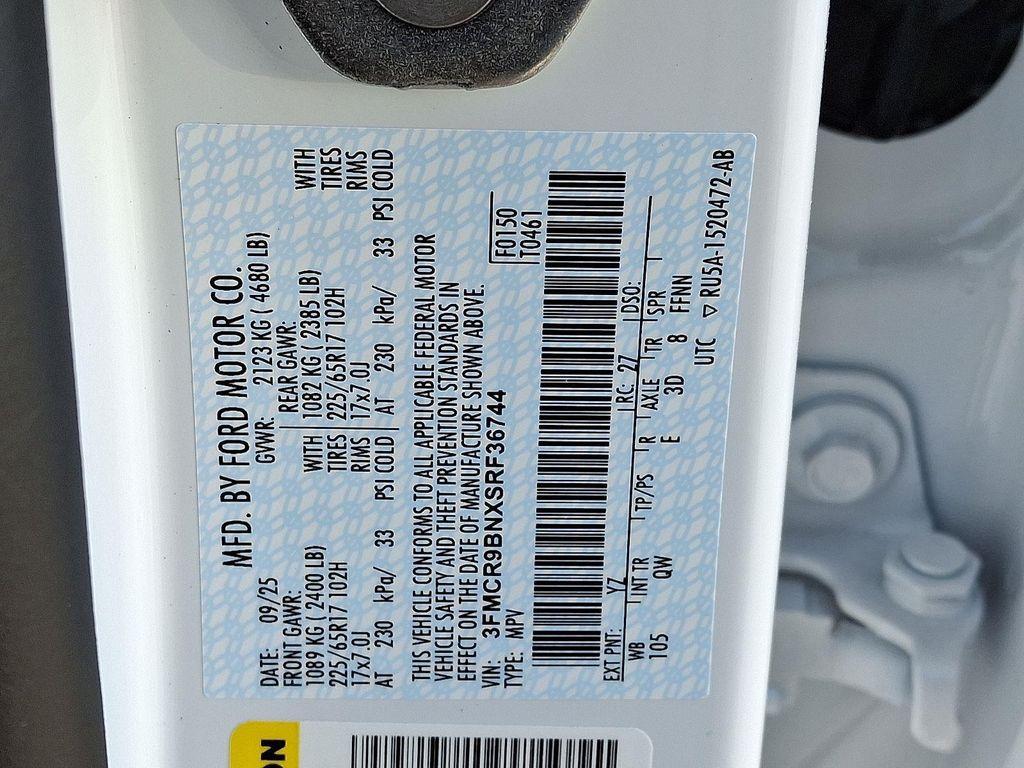 MFD. BY FORD MOTOR CO.
DATE: 09/25 GVWR: 2123 KG ( 4680 LB)
FRONT GAWR: REAR GAWR:
1089 KG ( 2400 LB) WITH 1082 KG ( 2385 LB) WITH
225/65R17 102H TIRES 225/65R17 102H TIRES
17x7.0J RIMS 17x7.0J RIMS
AT 230 kPa/ 33 PSI COLD AT 230 kPa/ 33 PSI COLD
THIS VEHICLE CONFORMS TO ALL APPLICABLE FEDERAL MOTOR
VEHICLE SAFETY AND THEFT PREVENTION STANDARDS IN
EFFECT ON THE DATE OF MANUFACTURE SHOWN ABOVE.
VIN: 3FMCR9BNXSRF36744 F0150
TYPE: MPV T0461
EXT PNT: YZ RC: 27 DSO:
WB INT TR TP/PS R AXLE TR SPR
105 QW E 3D 8 FFNN
UTC ▽ RU5A-1520472-AB
ON